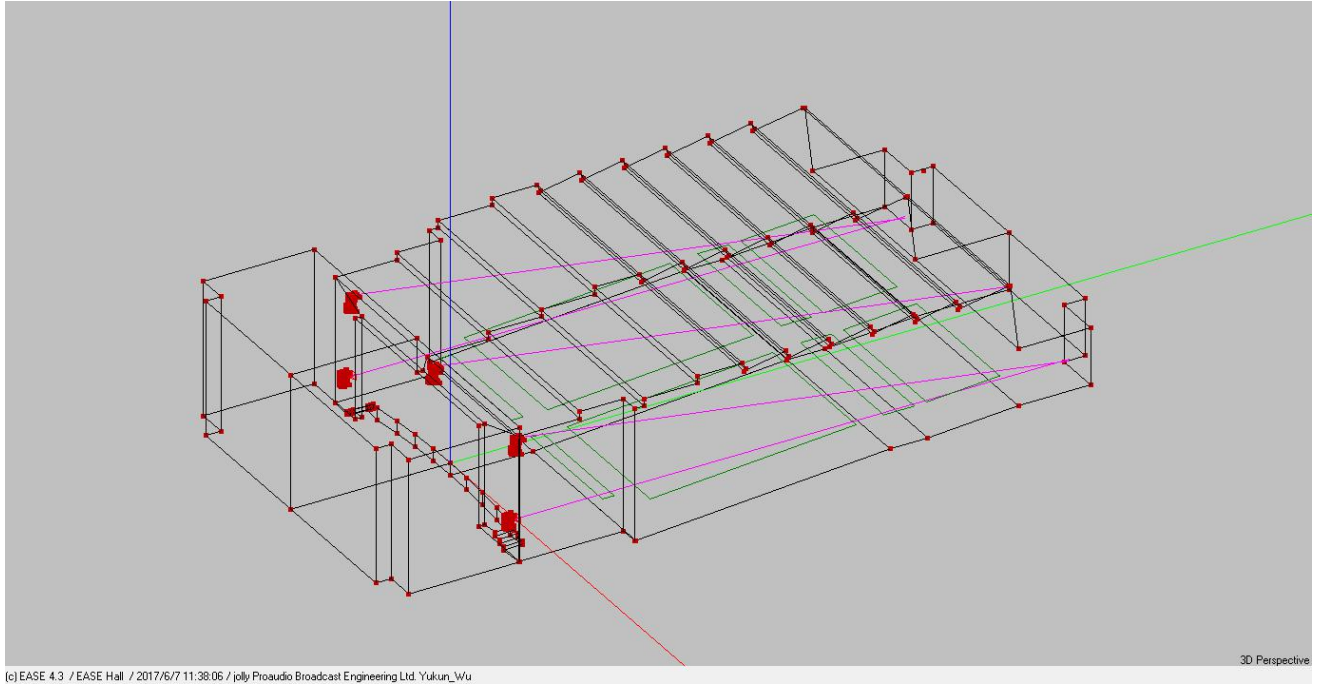 3D Perspective
(c) EASE 4.3 / EASE Hall / 2017/6/7 11:38:06 / jolly Proaudio Broadcast Engineering Ltd. Yukun_Wu